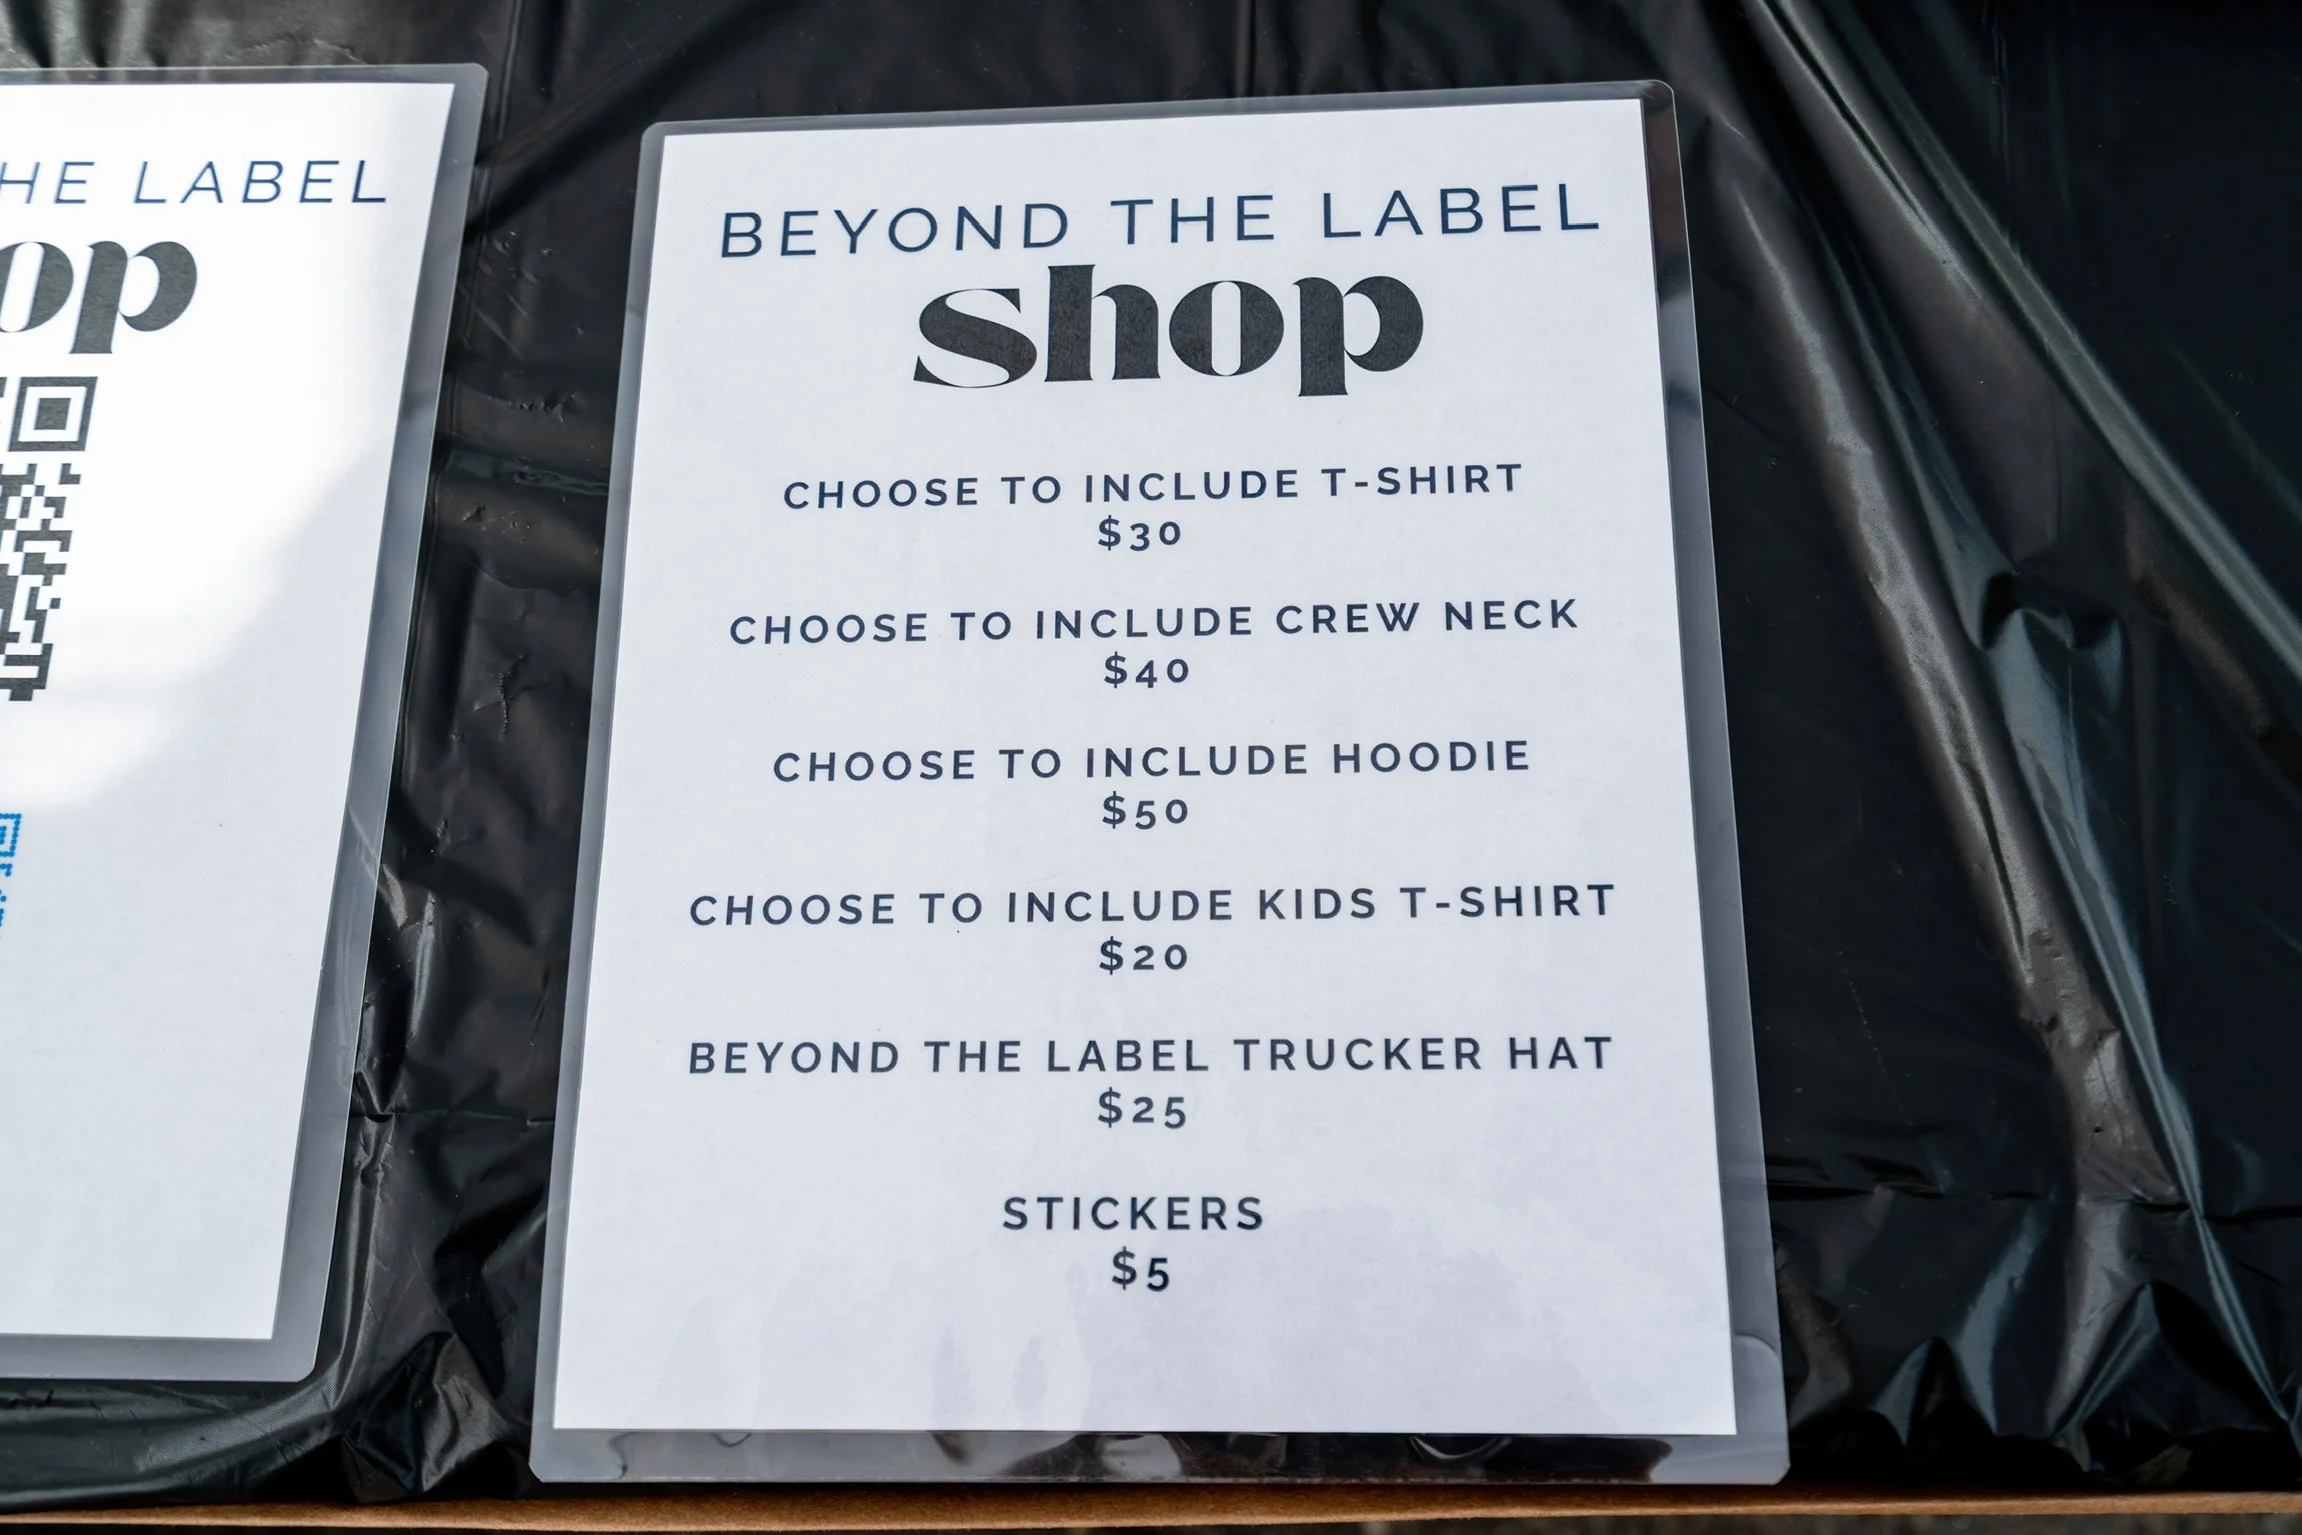 HE LABEL
op
BEYOND THE LABEL
shop
CHOOSE TO INCLUDE T-SHIRT
$30
CHOOSE TO INCLUDE CREW NECK
$40
CHOOSE TO INCLUDE HOODIE
$50
CHOOSE TO INCLUDE KIDS T-SHIRT
$20
BEYOND THE LABEL TRUCKER HAT
$25
STICKERS
$5